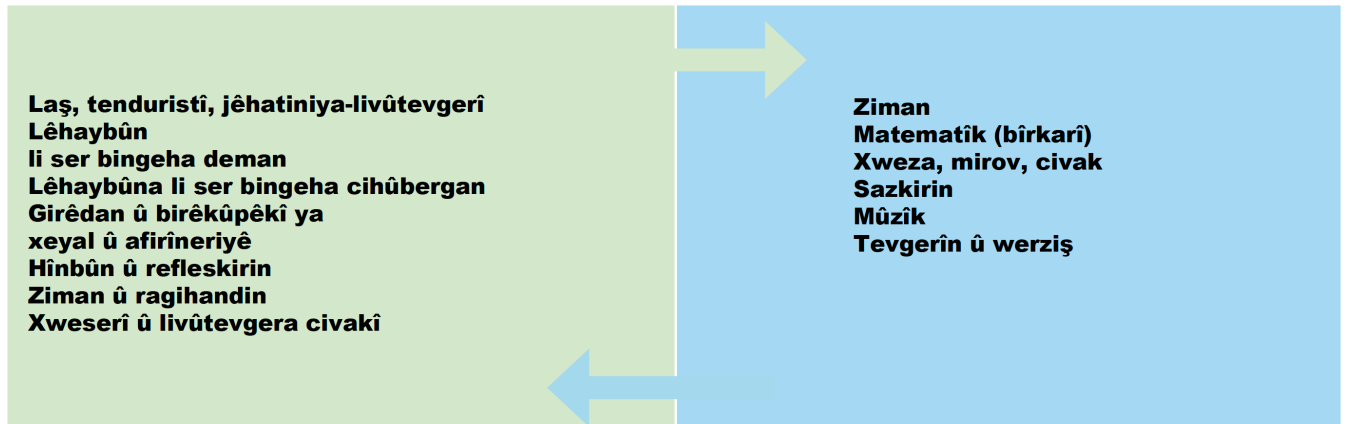 Laş, tenduristî, jêhatiniya-livûtevgerî
Lêhaybûn
li ser bingeha deman
Lêhaybûna li ser bingeha cihûbergan
Girêdan û birêkûpêkî ya
xeyal û afirîneriyê
Hînbûn û refleskirin
Ziman û ragihandin
Xweserî û livûtevgera civakî
Ziman
Matematîk (bîrkarî)
Xweza, mirov, civak
Sazkirin
Mûzîk
Tevgerîn û werziş